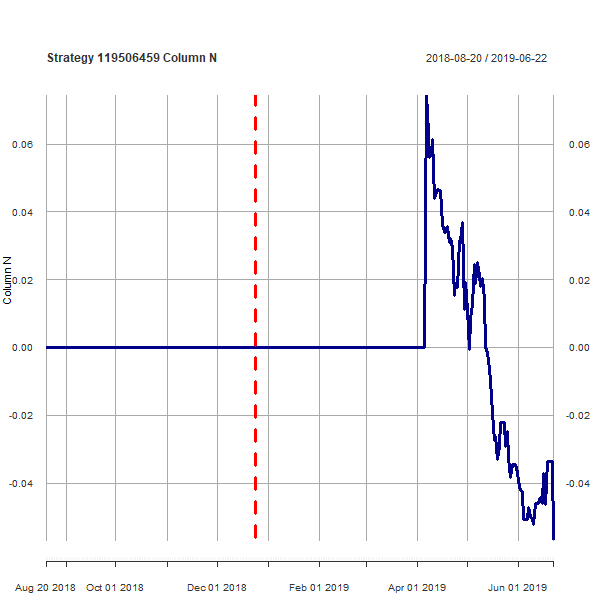 Strategy 119506459 Column N
2018-08-20 / 2019-06-22
0.06
0.06
0.04
0.04
0.02
0.02
Column N
0.00
0.00
-0.02
-0.02
-0.04
-0.04
Aug 20 2018
Oct 01 2018
Dec 01 2018
Feb 01 2019
Apr 01 2019
Jun 01 2019